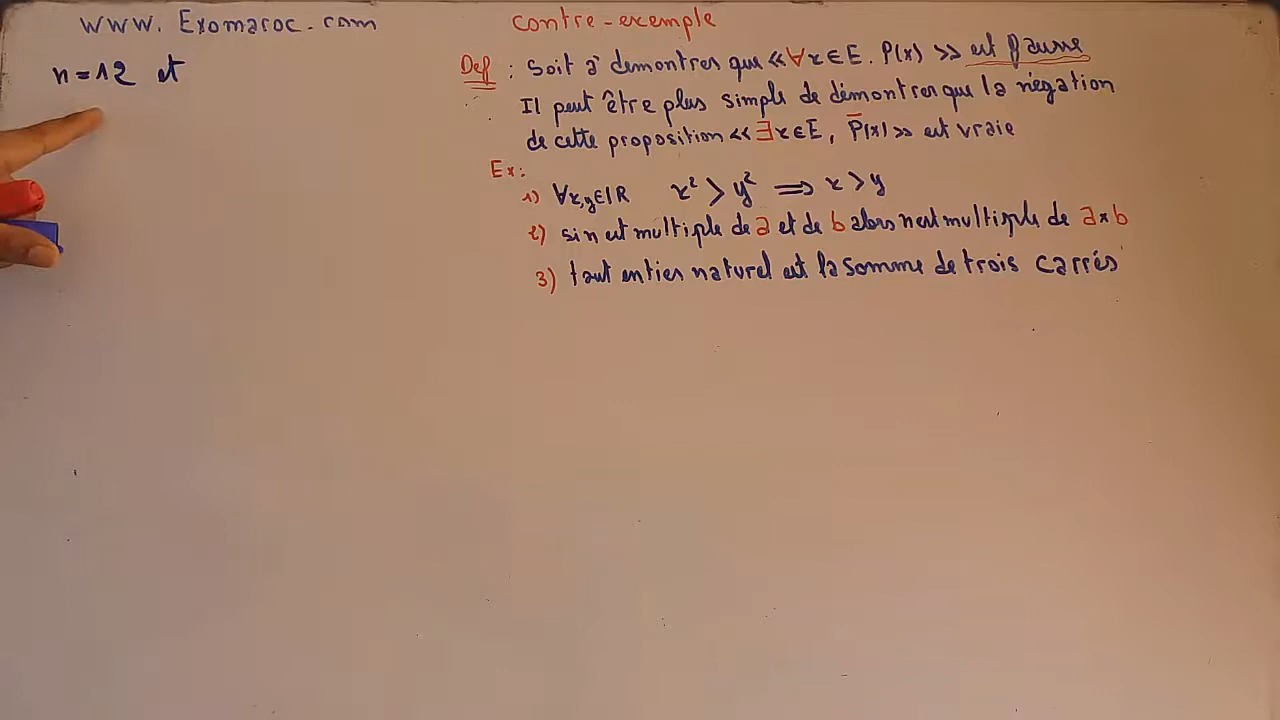 www. Exomaroc.com
n = 12 et
contre-exemple
Def : Soit à demontrer que << ∀x∈E. P(x) >> est fausse
Il peut être plus simple de démontrer que la négation
de cette proposition << ∃x∈E, P̅(x) >> est vraie
Ex:
1) ∀x,y∈ℝ x² > y² ⟹ x > y
2) si n est multiple de a et de b alors n est multiple de a×b
3) tout entier naturel est la somme de trois carrés